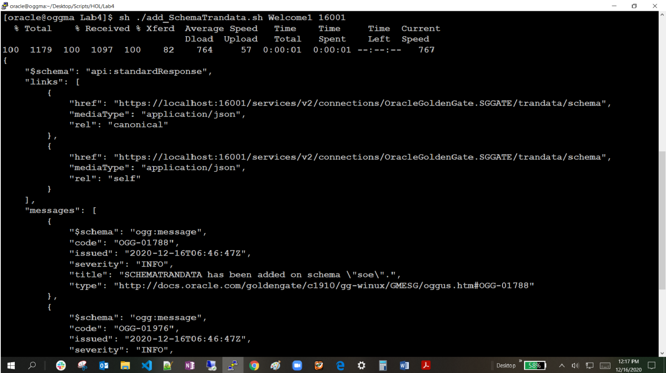 oracle@oggma:~/Desktop/Scripts/HOL/Lab4
[oracle@oggma Lab4]$ sh ./add_SchemaTrandata.sh Welcome1 16001
% Total % Received % Xferd Average Speed Time Time Time Current
Dload Upload Total Spent Left Speed
100 1179 100 1097 100 82 764 57 0:00:01 0:00:01 --:--:-- 767
{
"$schema": "api:standardResponse",
"links": [
{
"href": "https://localhost:16001/services/v2/connections/OracleGoldenGate.SGGATE/trandata/schema",
"mediaType": "application/json",
"rel": "canonical"
},
{
"href": "https://localhost:16001/services/v2/connections/OracleGoldenGate.SGGATE/trandata/schema",
"mediaType": "application/json",
"rel": "self"
}
],
"messages": [
{
"$schema": "ogg:message",
"code": "OGG-01788",
"issued": "2020-12-16T06:46:47Z",
"severity": "INFO",
"title": "SCHEMATRANDATA has been added on schema \"soe\".",
"type": "http://docs.oracle.com/goldengate/c1910/gg-winux/GMESG/oggus.htm#OGG-01788"
},
{
"$schema": "ogg:message",
"code": "OGG-01976",
"issued": "2020-12-16T06:46:47Z",
"severity": "INFO",
Desktop
58%
12:17 PM
12/16/2020